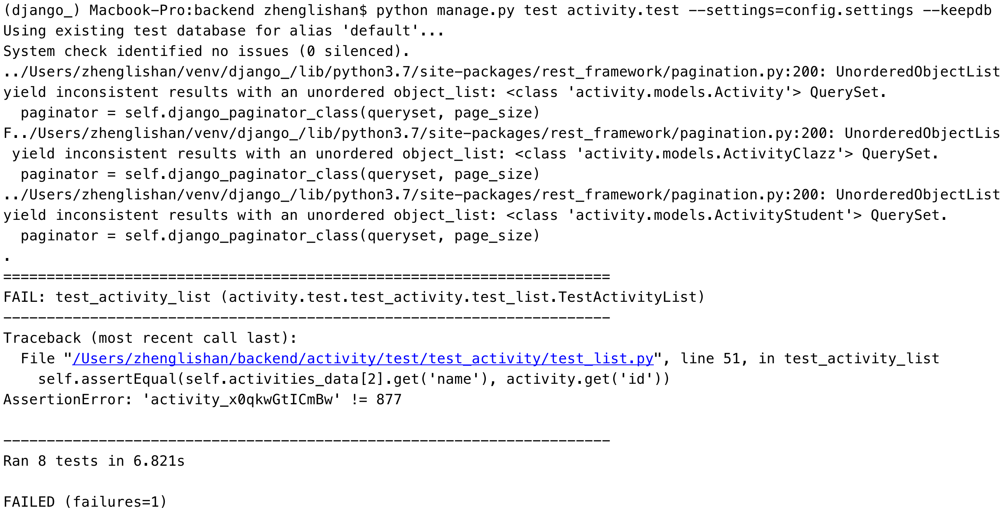 (django_) Macbook-Pro:backend zhenglishan$ python manage.py test activity.test --settings=config.settings --keepdb
Using existing test database for alias 'default'...
System check identified no issues (0 silenced).
../Users/zhenglishan/venv/django_/lib/python3.7/site-packages/rest_framework/pagination.py:200: UnorderedObjectList
yield inconsistent results with an unordered object_list: <class 'activity.models.Activity'> QuerySet.
  paginator = self.django_paginator_class(queryset, page_size)
F../Users/zhenglishan/venv/django_/lib/python3.7/site-packages/rest_framework/pagination.py:200: UnorderedObjectLis
 yield inconsistent results with an unordered object_list: <class 'activity.models.ActivityClazz'> QuerySet.
  paginator = self.django_paginator_class(queryset, page_size)
../Users/zhenglishan/venv/django_/lib/python3.7/site-packages/rest_framework/pagination.py:200: UnorderedObjectList
yield inconsistent results with an unordered object_list: <class 'activity.models.ActivityStudent'> QuerySet.
  paginator = self.django_paginator_class(queryset, page_size)
.
======================================================================
FAIL: test_activity_list (activity.test.test_activity.test_list.TestActivityList)
----------------------------------------------------------------------
Traceback (most recent call last):
  File "/Users/zhenglishan/backend/activity/test/test_activity/test_list.py", line 51, in test_activity_list
    self.assertEqual(self.activities_data[2].get('name'), activity.get('id'))
AssertionError: 'activity_x0qkwGtICmBw' != 877
----------------------------------------------------------------------
Ran 8 tests in 6.821s
FAILED (failures=1)